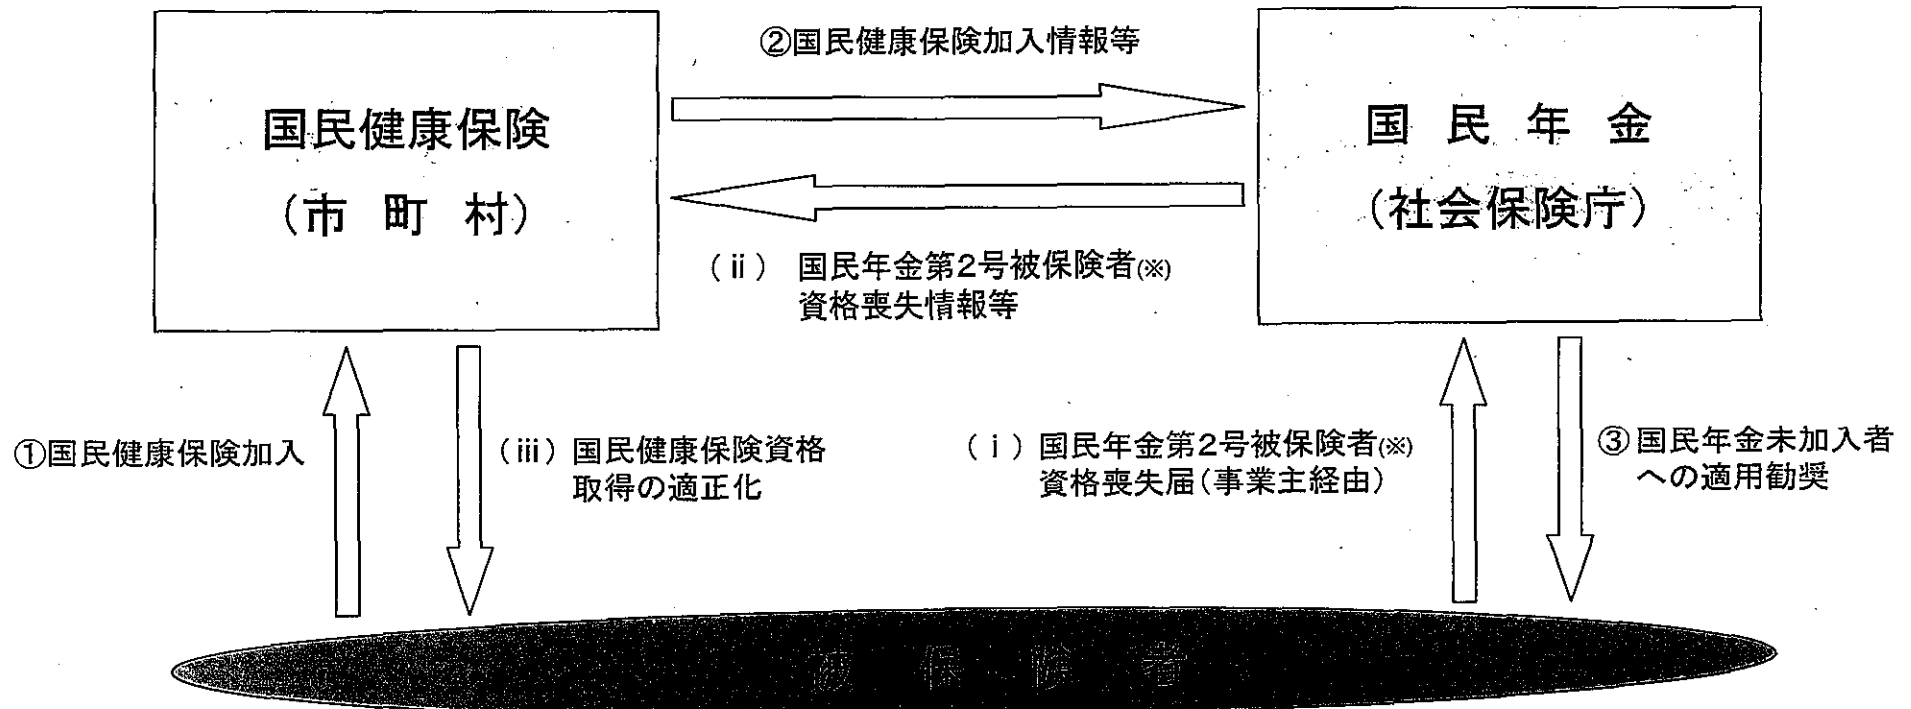 ②国民健康保険加入情報等
国民健康保険
(市町村)
国民年金
(社会保険庁)
(ⅱ) 国民年金第2号被保険者(※)
資格喪失情報等
①国民健康保険加入
(ⅲ) 国民健康保険資格
取得の適正化
(ⅰ) 国民年金第2号被保険者(※)
資格喪失届(事業主経由)
③国民年金未加入者
への適用勧奨
被保険者